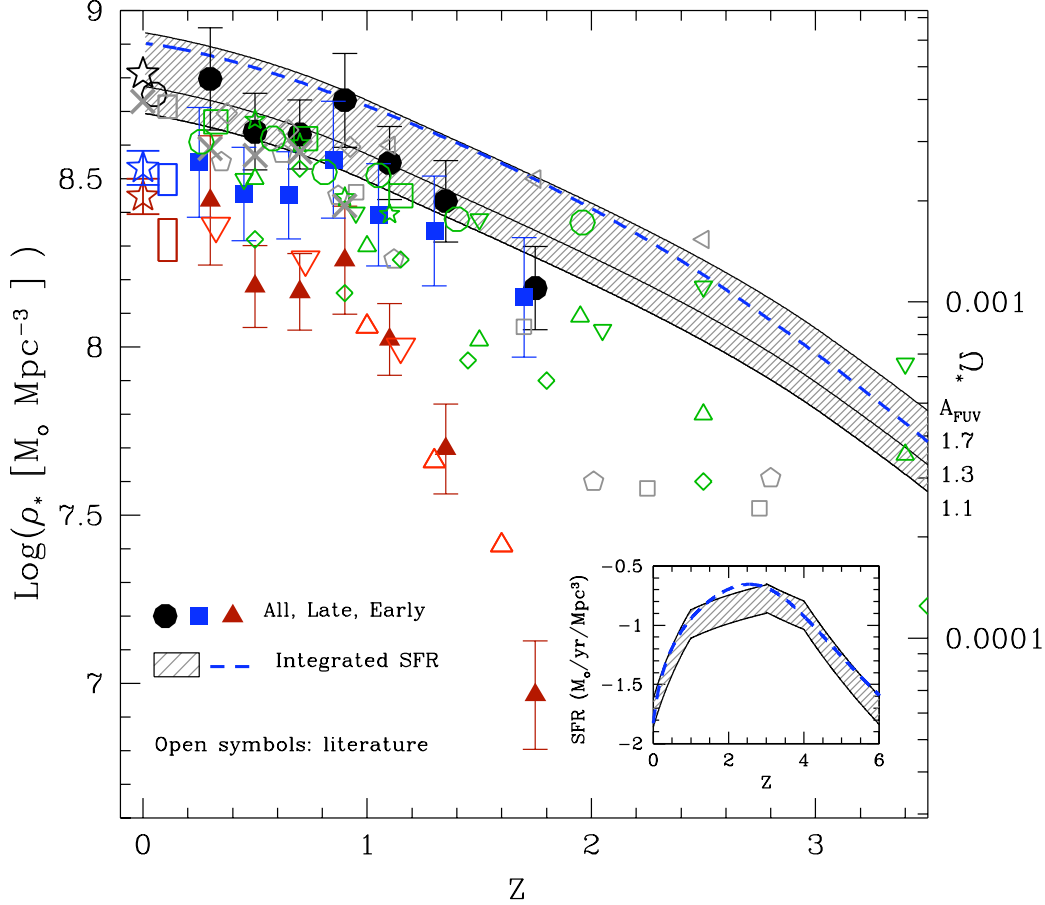 9
8.5
8
7.5
7
Log(ρ* [M⊙ Mpc−3 ] )
0
1
2
3
Z
0.001
Ω*
AFUV
1.7
1.3
1.1
0.0001
All, Late, Early
Integrated SFR
Open symbols: literature
−0.5
−1
−1.5
−2
SFR (M⊙/yr/Mpc3)
0
2
4
6
Z